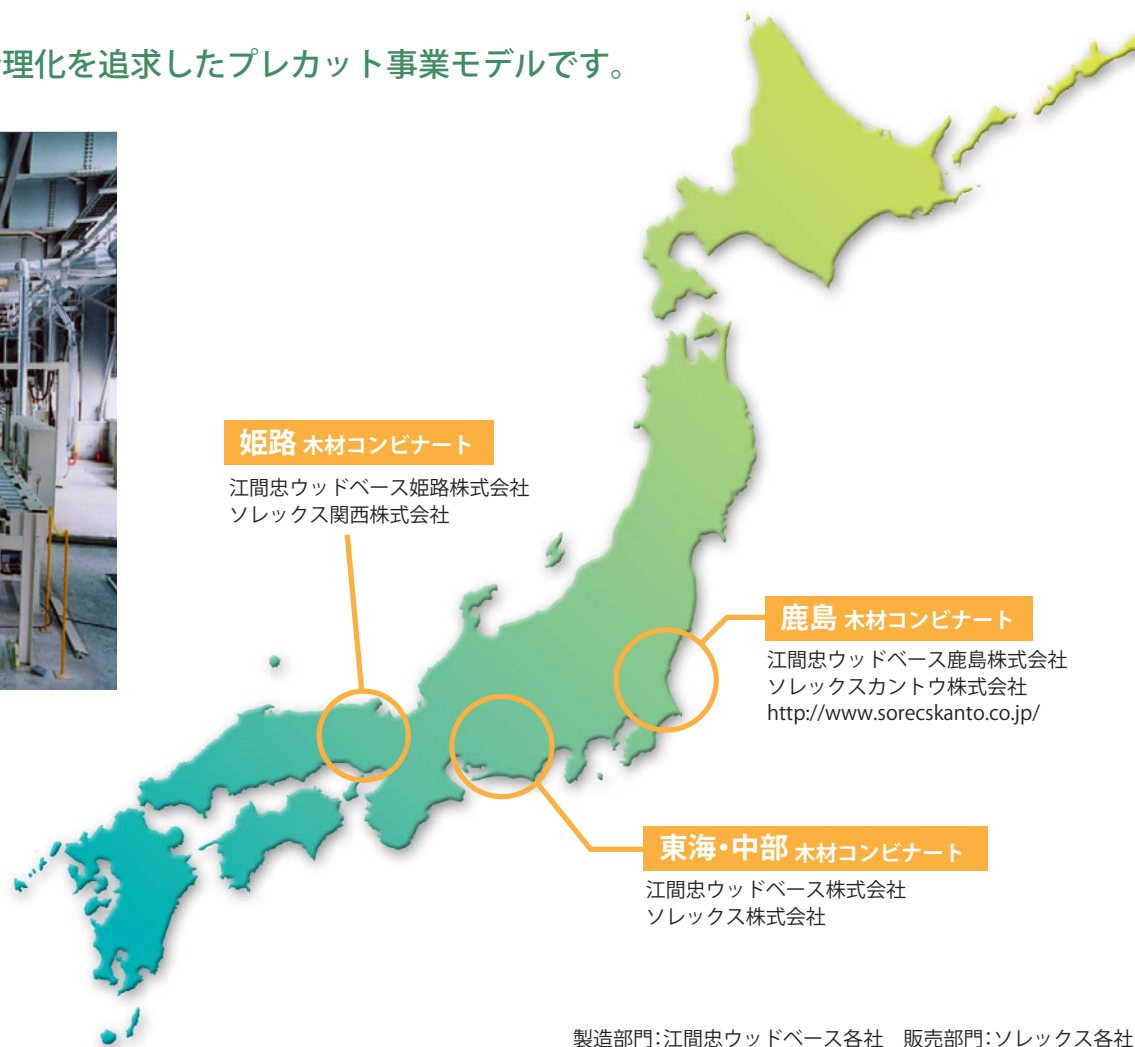 理化を追求したプレカット事業モデルです。
姫路 木材コンビナート
江間忠ウッドベース姫路株式会社
ソレックス関西株式会社
鹿島 木材コンビナート
江間忠ウッドベース鹿島株式会社
ソレックスカントウ株式会社
http://www.sorecskanto.co.jp/
東海・中部 木材コンビナート
江間忠ウッドベース株式会社
ソレックス株式会社
製造部門：江間忠ウッドベース各社　販売部門：ソレックス各社